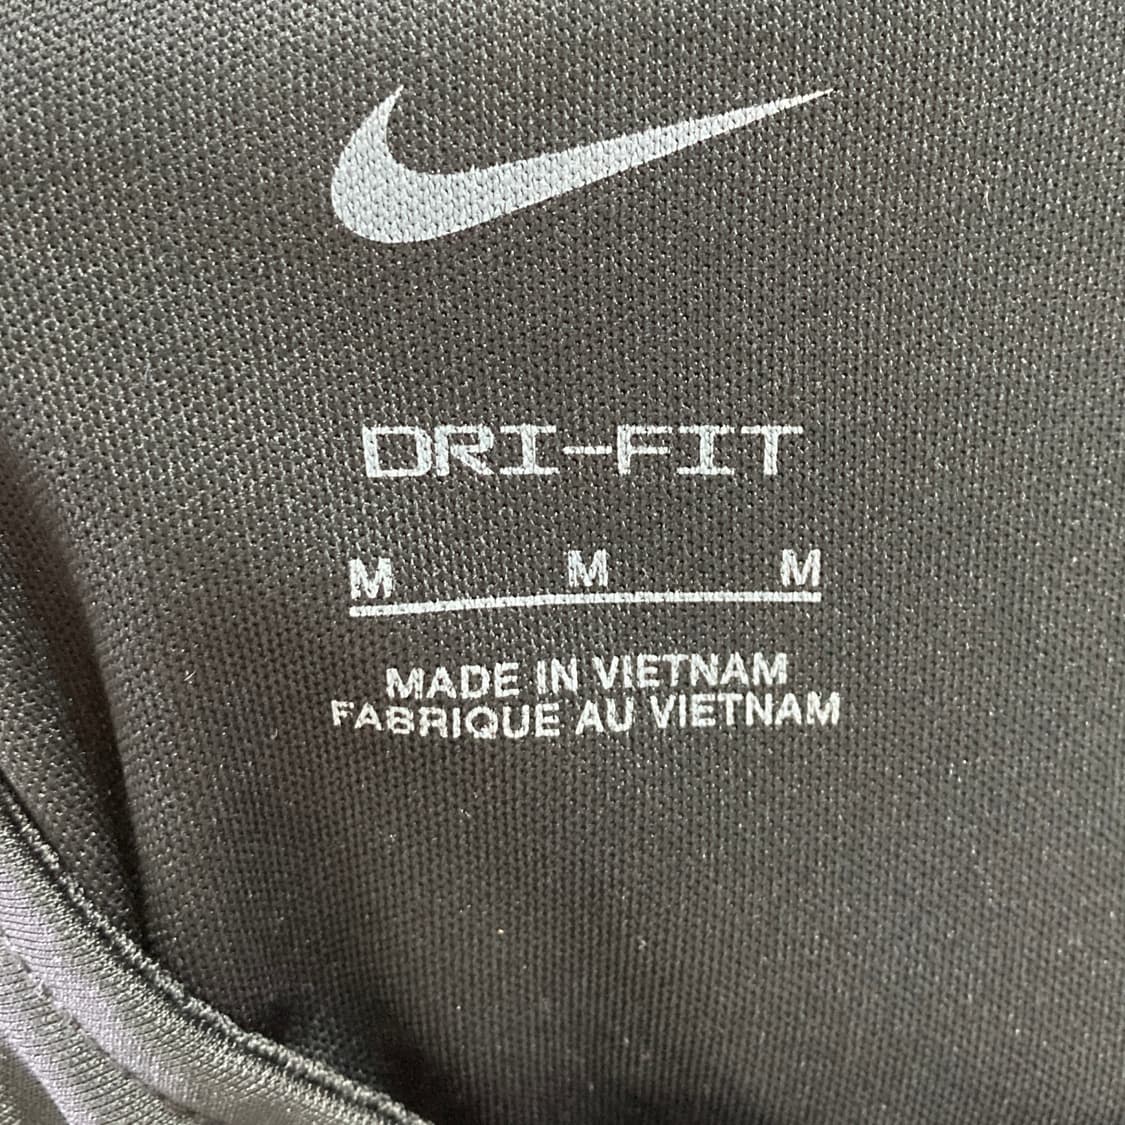 DRI-FIT
M M M
MADE IN VIETNAM
FABRIQUE AU VIETNAM